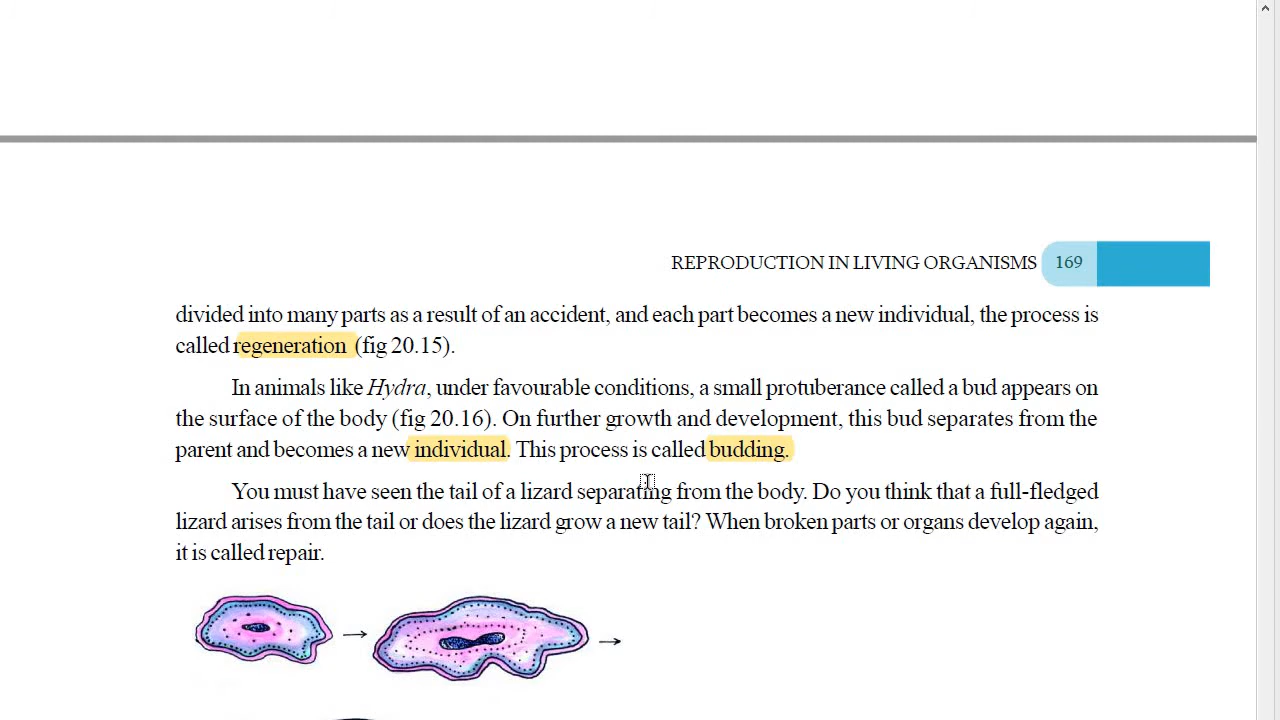 REPRODUCTION IN LIVING ORGANISMS 169
divided into many parts as a result of an accident, and each part becomes a new individual, the process is
called regeneration (fig 20.15).
In animals like Hydra, under favourable conditions, a small protuberance called a bud appears on
the surface of the body (fig 20.16). On further growth and development, this bud separates from the
parent and becomes a new individual. This process is called budding.
You must have seen the tail of a lizard separating from the body. Do you think that a full-fledged
lizard arises from the tail or does the lizard grow a new tail? When broken parts or organs develop again,
it is called repair.